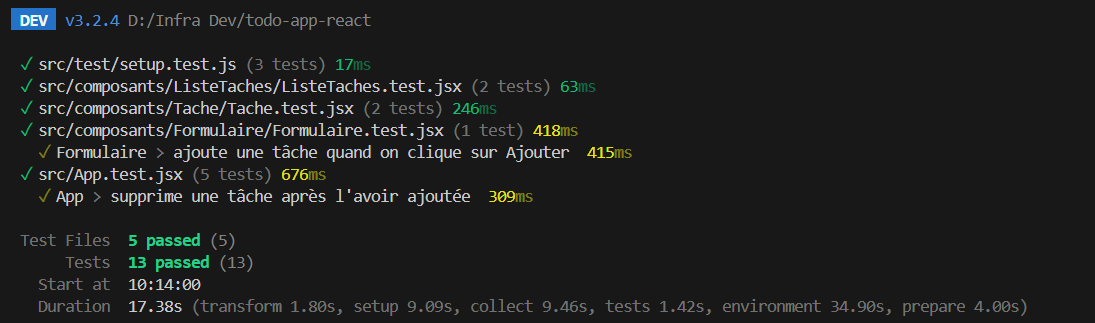 DEV v3.2.4 D:/Infra Dev/todo-app-react
✓ src/test/setup.test.js (3 tests) 17ms
✓ src/composants/ListeTaches/ListeTaches.test.jsx (2 tests) 63ms
✓ src/composants/Tache/Tache.test.jsx (2 tests) 246ms
✓ src/composants/Formulaire/Formulaire.test.jsx (1 test) 418ms
✓ Formulaire > ajoute une tâche quand on clique sur Ajouter 415ms
✓ src/App.test.jsx (5 tests) 676ms
✓ App > supprime une tâche après l'avoir ajoutée 309ms
Test Files 5 passed (5)
Tests 13 passed (13)
Start at 10:14:00
Duration 17.38s (transform 1.80s, setup 9.09s, collect 9.46s, tests 1.42s, environment 34.90s, prepare 4.00s)